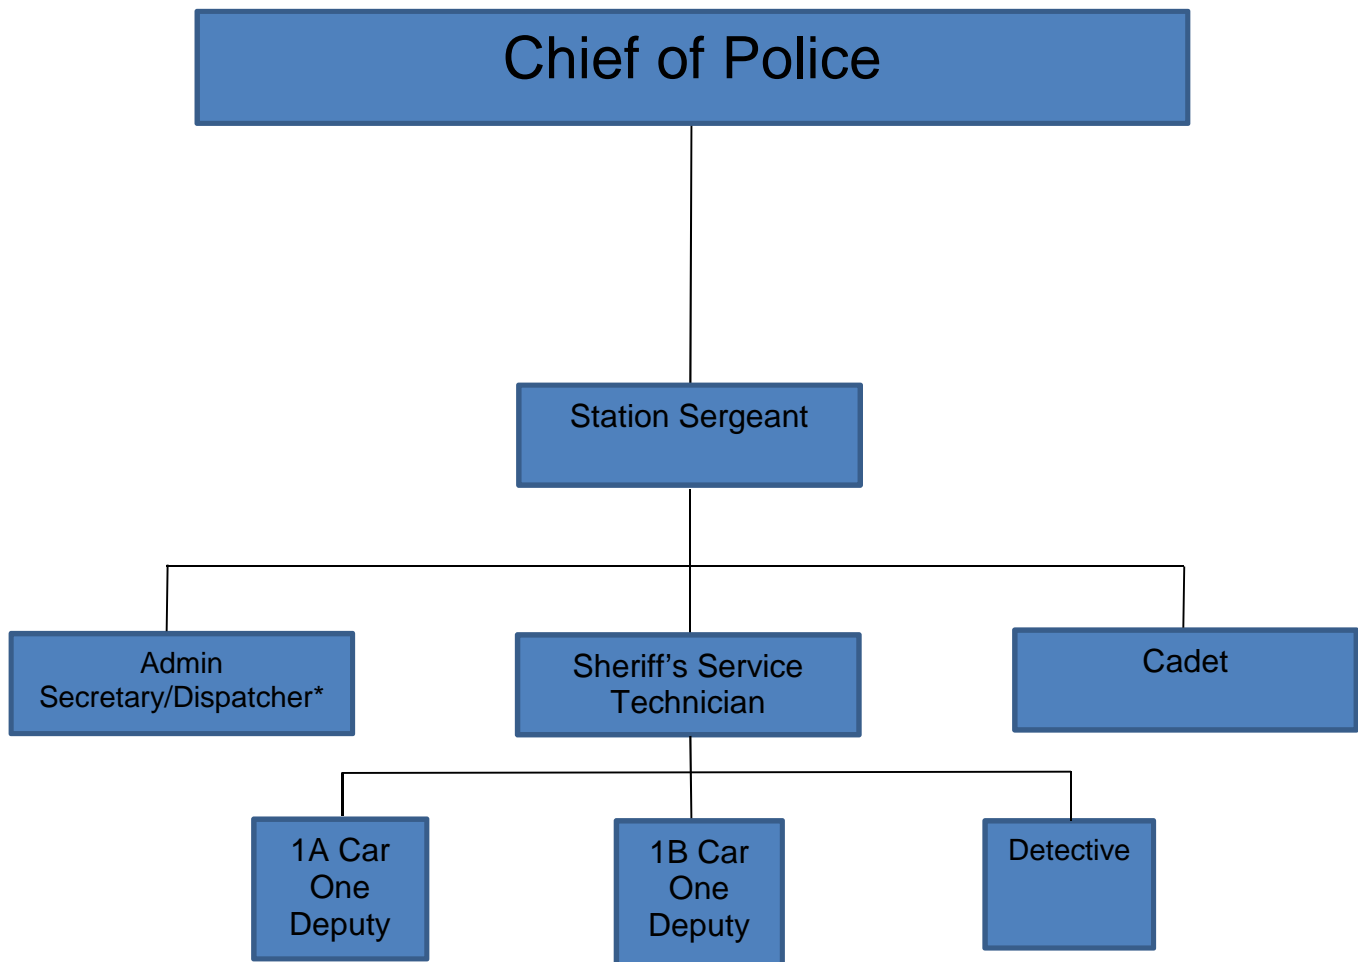 Chief of Police
Station Sergeant
Admin
Secretary/Dispatcher*
Sheriff’s Service
Technician
Cadet
1A Car
One
Deputy
1B Car
One
Deputy
Detective